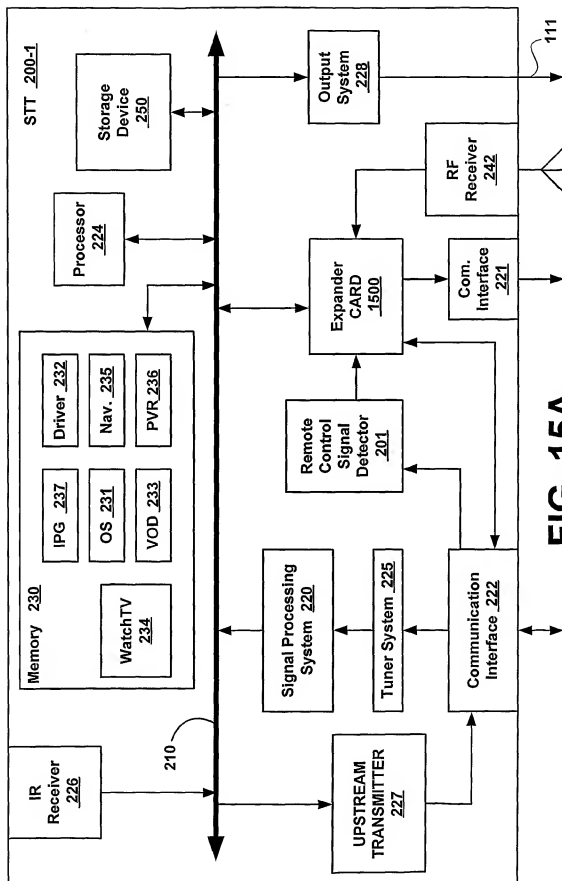 STT 200-1
IR
Receiver
226
Memory 230
WatchTV
234
IPG 237
OS 231
VOD 233
Driver 232
Nav. 235
PVR 236
Processor
224
Storage
Device
250
210
UPSTREAM
TRANSMITTER
227
Signal Processing
System 220
Tuner System 225
Communication
Interface 222
Remote
Control
Signal
Detector
201
Expander
CARD
1500
Com.
Interface
221
RF
Receiver
242
Output
System
228
111
FIG. 15A